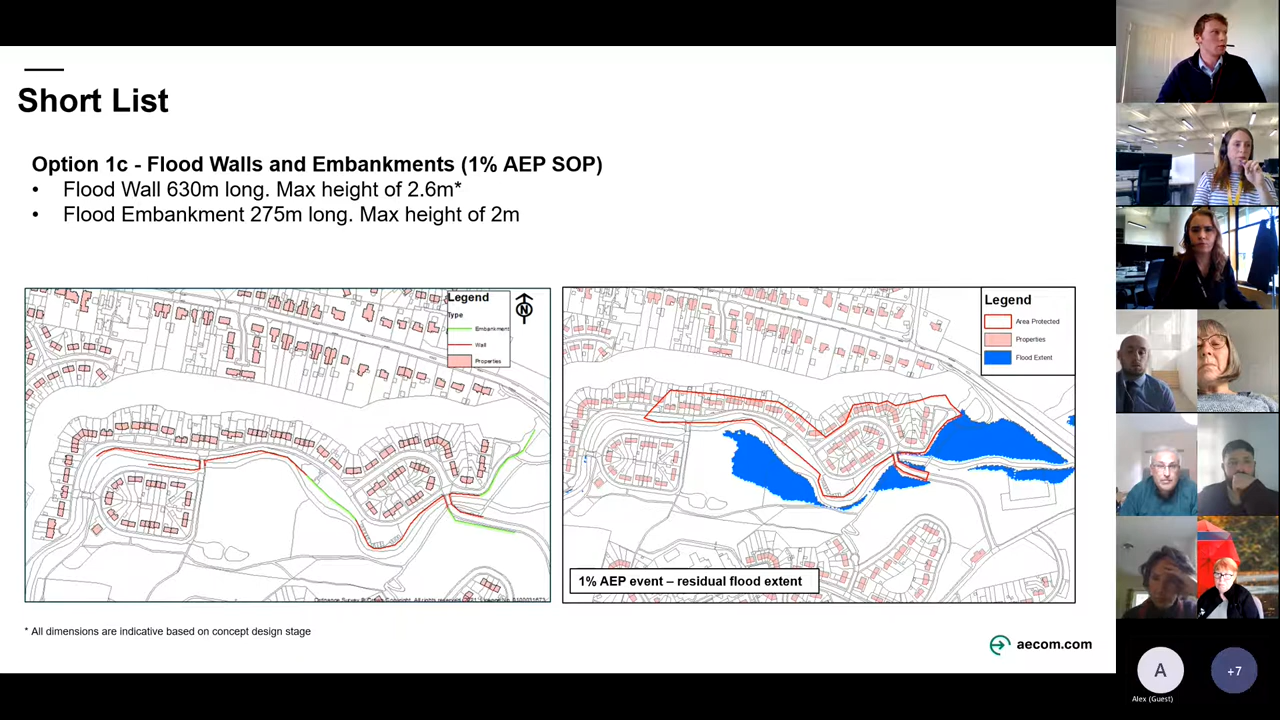 Short List
Option 1c - Flood Walls and Embankments (1% AEP SOP)
• Flood Wall 630m long. Max height of 2.6m*
• Flood Embankment 275m long. Max height of 2m
Legend
Type
Embankment
Wall
Properties
N
Legend
Area Protected
Properties
Flood Extent
1% AEP event – residual flood extent
* All dimensions are indicative based on concept design stage
aecom.com
A
+7
Alex (Guest)